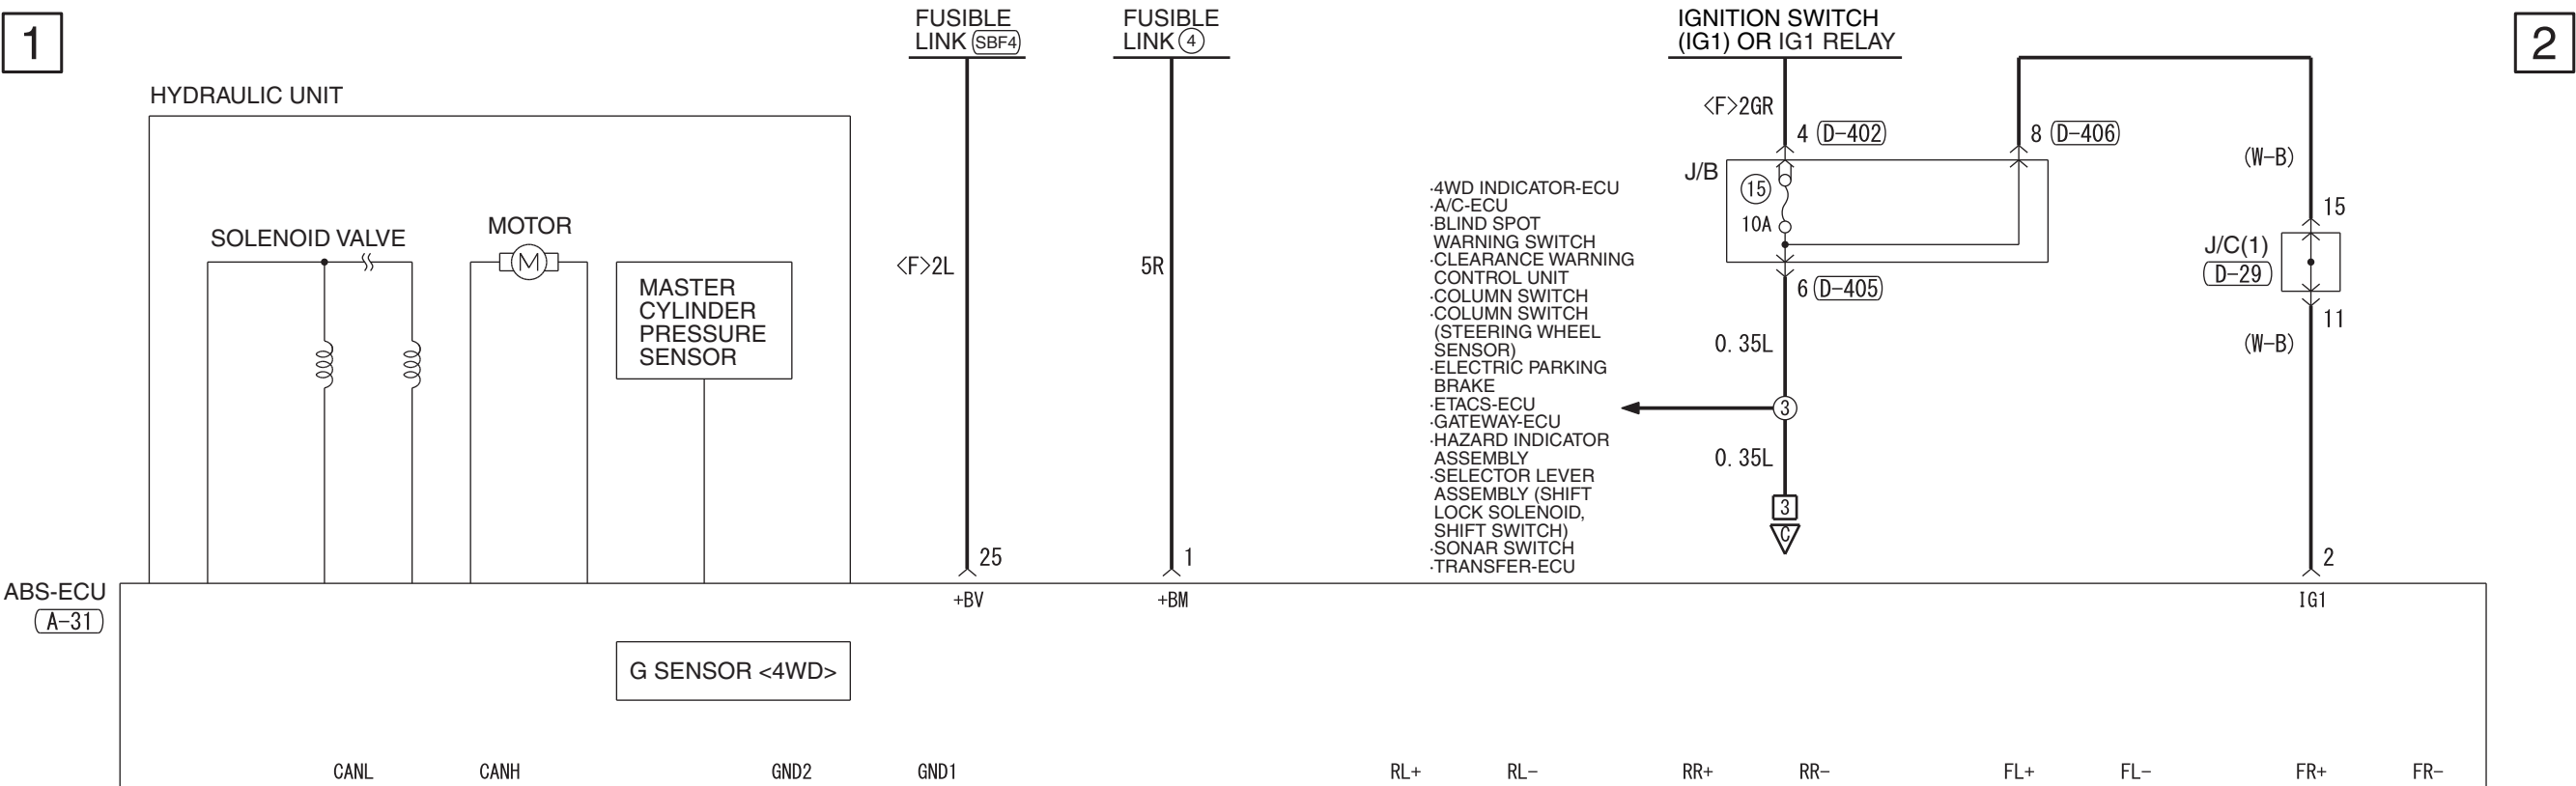 1
2
FUSIBLE
LINK SBF4
FUSIBLE
LINK 4
IGNITION SWITCH
(IG1) OR IG1 RELAY
HYDRAULIC UNIT
<F>2GR
4 D-402
8 D-406
(W-B)
J/B
15
10A
·4WD INDICATOR-ECU
·A/C-ECU
·BLIND SPOT
WARNING SWITCH
·CLEARANCE WARNING
CONTROL UNIT
·COLUMN SWITCH
·COLUMN SWITCH
(STEERING WHEEL
SENSOR)
·ELECTRIC PARKING
BRAKE
·ETACS-ECU
·GATEWAY-ECU
·HAZARD INDICATOR
ASSEMBLY
·SELECTOR LEVER
ASSEMBLY (SHIFT
LOCK SOLENOID,
SHIFT SWITCH)
·SONAR SWITCH
·TRANSFER-ECU
15
J/C(1)
D-29
11
(W-B)
SOLENOID VALVE
MOTOR
M
MASTER
CYLINDER
PRESSURE
SENSOR
<F>2L
5R
6 D-405
0.35L
3
0.35L
3
C
25
1
2
ABS-ECU
A-31
+BV
+BM
IG1
G SENSOR <4WD>
CANL
CANH
GND2
GND1
RL+
RL-
RR+
RR-
FL+
FL-
FR+
FR-